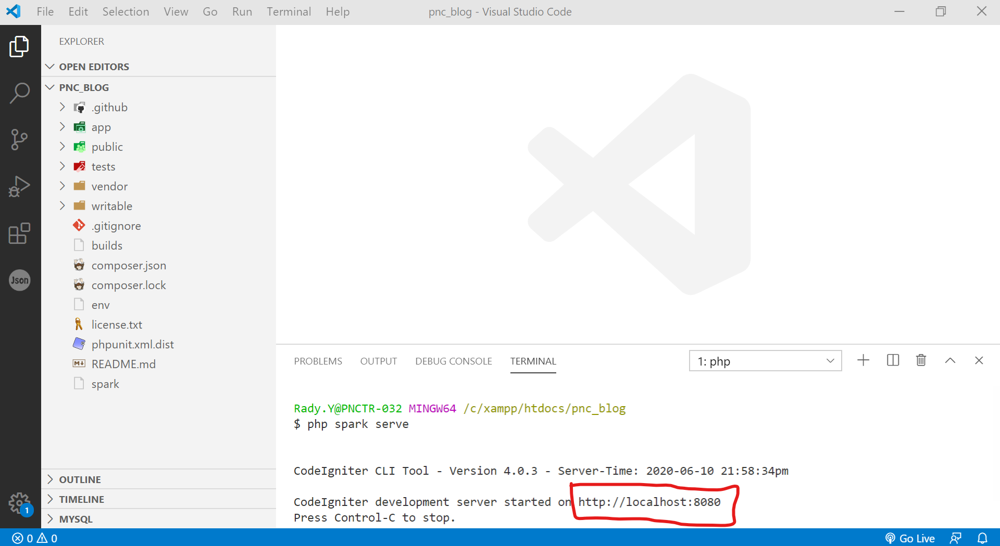 File Edit Selection View Go Run Terminal Help pnc_blog - Visual Studio Code
EXPLORER
OPEN EDITORS
PNC_BLOG
.github
app
public
tests
vendor
writable
.gitignore
builds
composer.json
composer.lock
env
license.txt
phpunit.xml.dist
README.md
spark
OUTLINE
TIMELINE
MYSQL
Json
1
PROBLEMS OUTPUT DEBUG CONSOLE TERMINAL 1: php
Rady.Y@PNCTR-032 MINGW64 /c/xampp/htdocs/pnc_blog
$ php spark serve
CodeIgniter CLI Tool - Version 4.0.3 - Server-Time: 2020-06-10 21:58:34pm
CodeIgniter development server started on http://localhost:8080
Press Control-C to stop.
0 0 Go Live